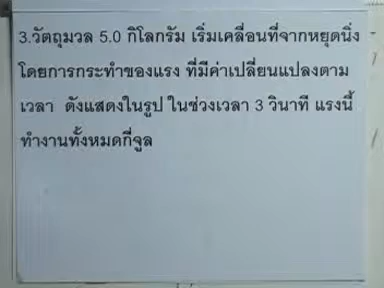 3.วัตถุมวล 5.0 กิโลกรัม เริ่มเคลื่อนที่จากหยุดนิ่ง
โดยการกระทำของแรง ที่มีค่าเปลี่ยนแปลงตาม
เวลา ดังแสดงในรูป ในช่วงเวลา 3 วินาที แรงนี้
ทำงานทั้งหมดกี่จูล